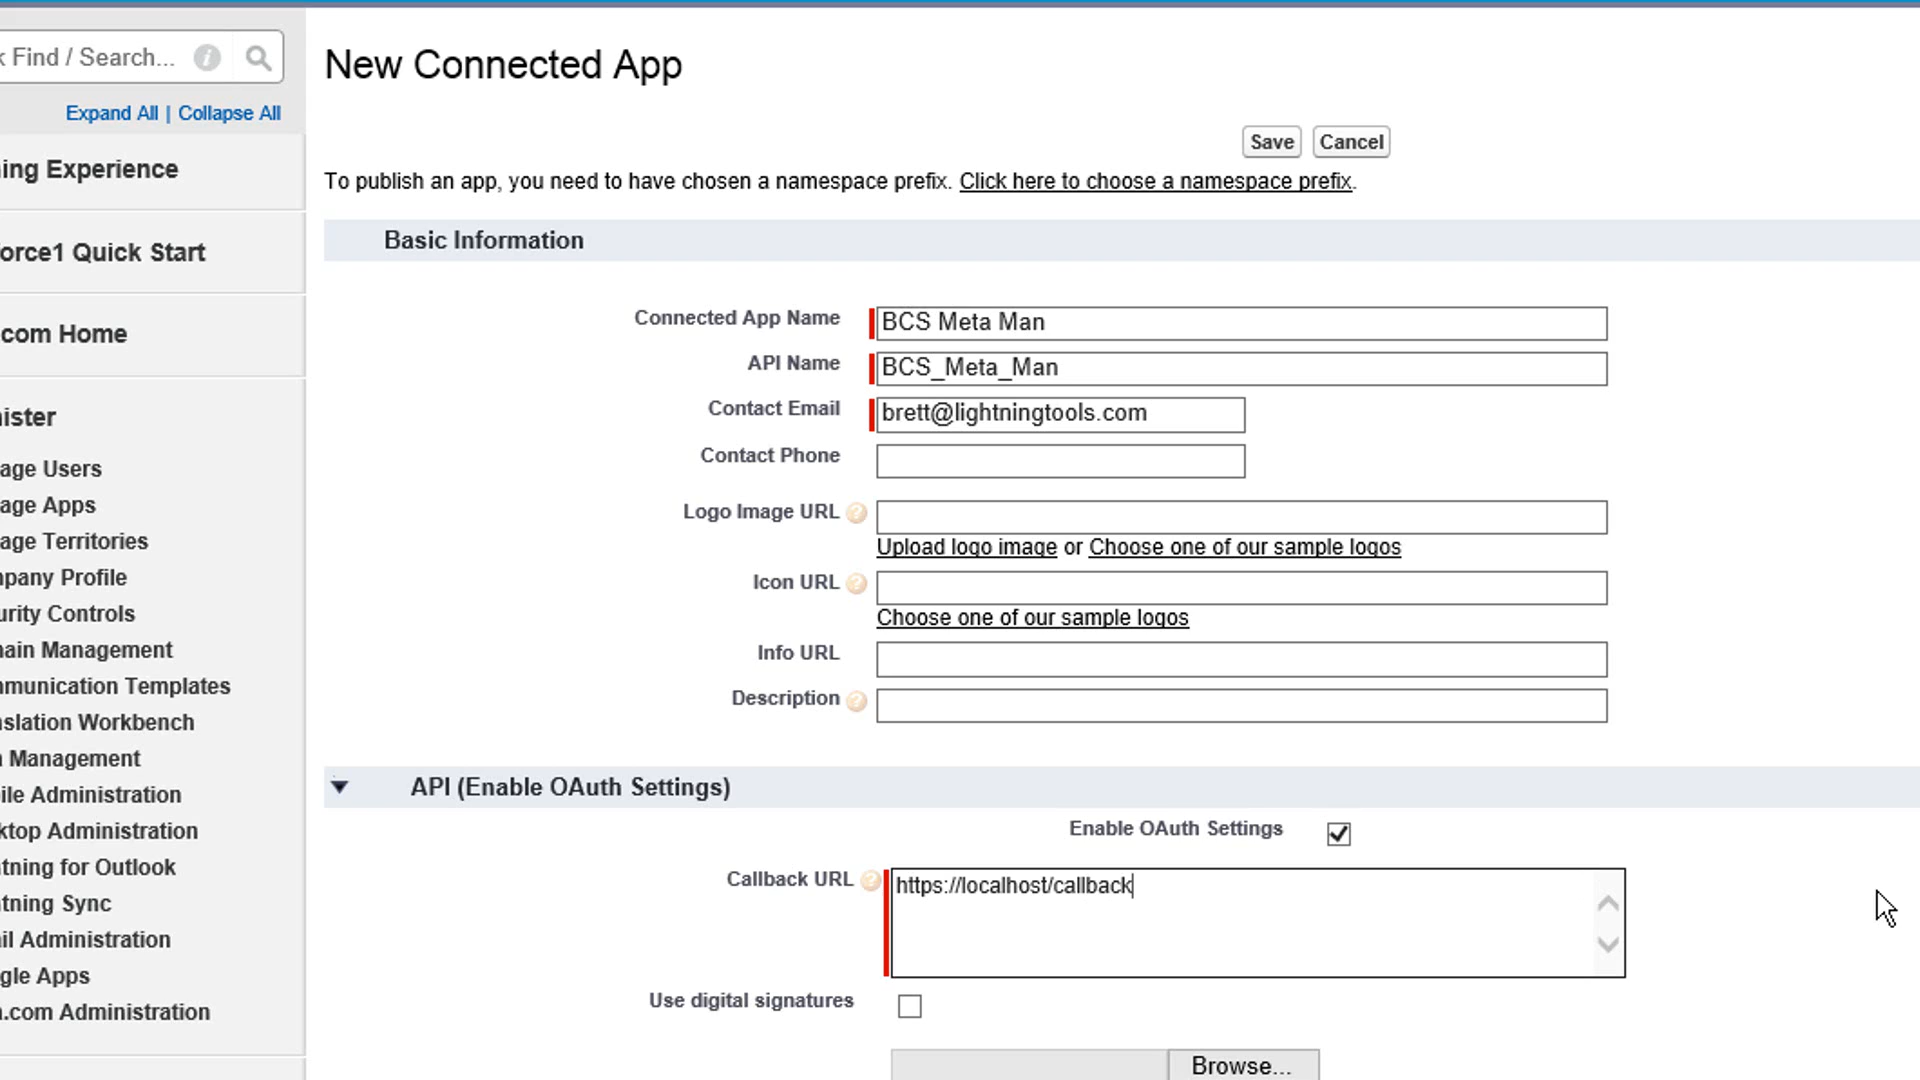 k Find / Search...
Expand All | Collapse All
ing Experience
orce1 Quick Start
com Home
ister
age Users
age Apps
age Territories
mpany Profile
urity Controls
main Management
mmunication Templates
nslation Workbench
a Management
ile Administration
ktop Administration
tning for Outlook
tning Sync
il Administration
gle Apps
a.com Administration
New Connected App
Save Cancel
To publish an app, you need to have chosen a namespace prefix. Click here to choose a namespace prefix.
Basic Information
Connected App Name BCS Meta Man
API Name BCS_Meta_Man
Contact Email brett@lightningtools.com
Contact Phone
Logo Image URL ?
Upload logo image or Choose one of our sample logos
Icon URL ?
Choose one of our sample logos
Info URL
Description ?
API (Enable OAuth Settings)
Enable OAuth Settings
Callback URL ? https://localhost/callback
Use digital signatures
Browse...